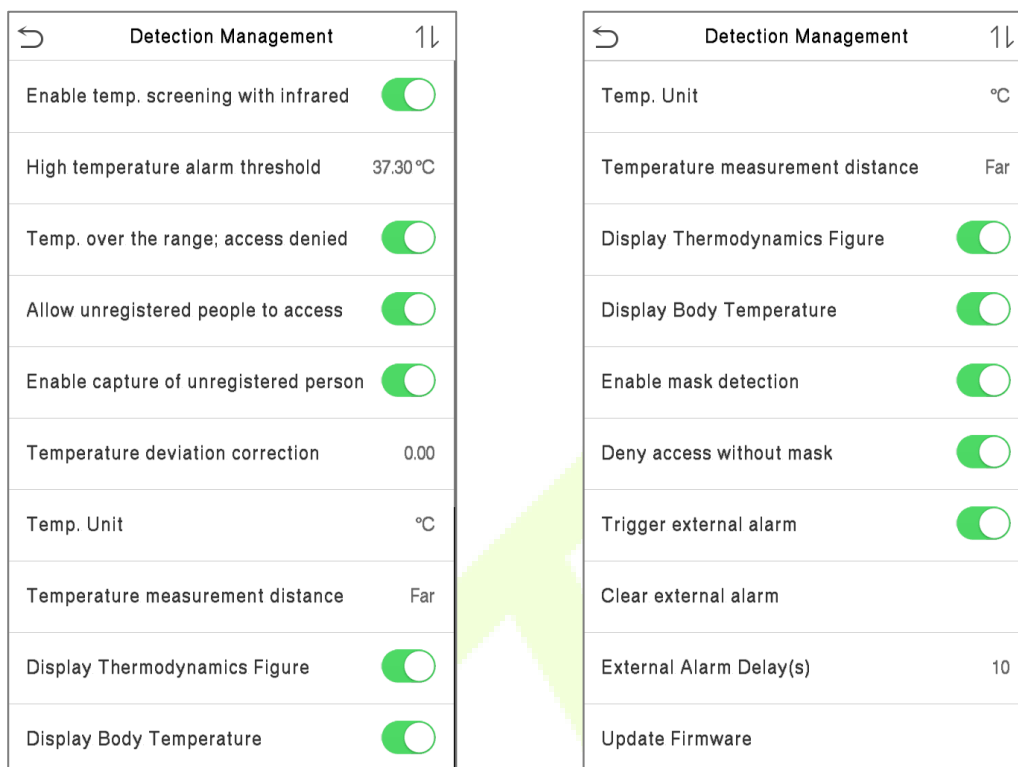 Detection Management
Enable temp. screening with infrared
High temperature alarm threshold 37.30 °C
Temp. over the range; access denied
Allow unregistered people to access
Enable capture of unregistered person
Temperature deviation correction 0.00
Temp. Unit °C
Temperature measurement distance Far
Display Thermodynamics Figure
Display Body Temperature
Detection Management
Temp. Unit °C
Temperature measurement distance Far
Display Thermodynamics Figure
Display Body Temperature
Enable mask detection
Deny access without mask
Trigger external alarm
Clear external alarm
External Alarm Delay(s) 10
Update Firmware